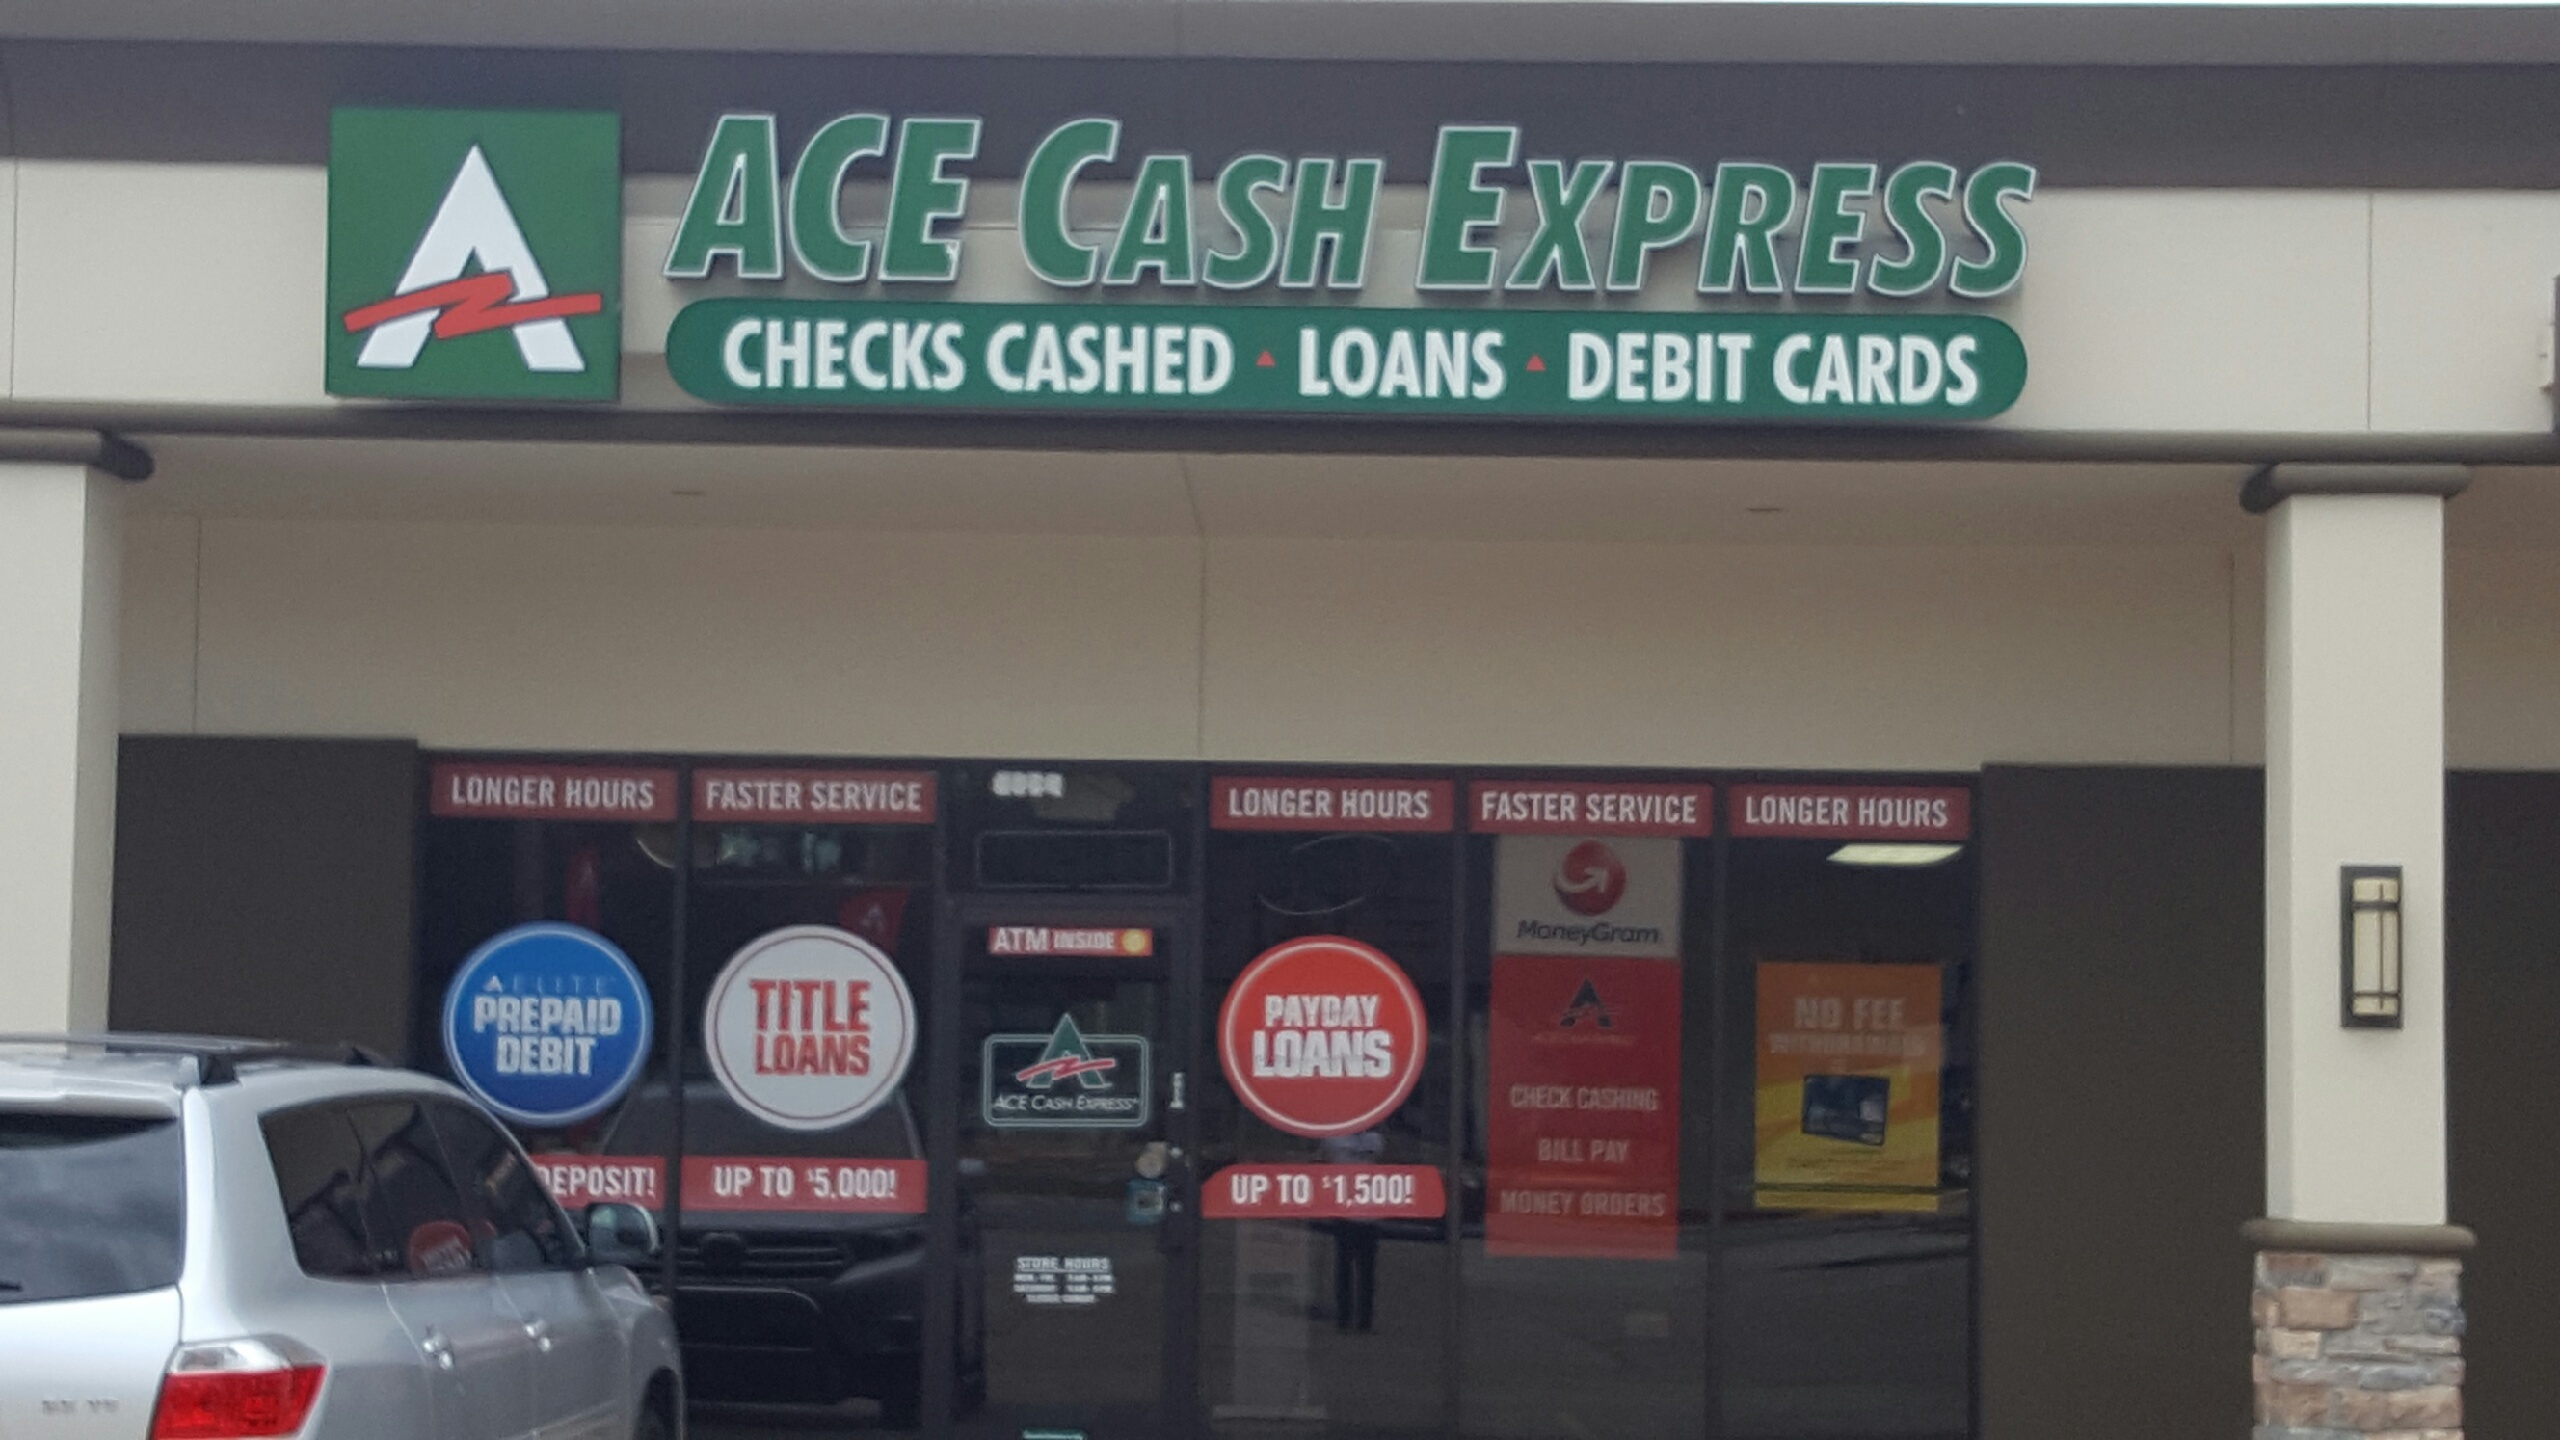 ACE CASH EXPRESS
CHECKS CASHED LOANS DEBIT CARDS
LONGER HOURS
FASTER SERVICE
LONGER HOURS
FASTER SERVICE
LONGER HOURS
ELITE
PREPAID
DEBIT
DEPOSIT!
TITLE
LOANS
UP TO $5,000!
ATM INSIDE
ACE CASH EXPRESS
STORE HOURS
PAYDAY
LOANS
UP TO $1,500!
MoneyGram
CHECK CASHING
BILL PAY
MONEY ORDERS
NO FEE
WITHDRAWALS